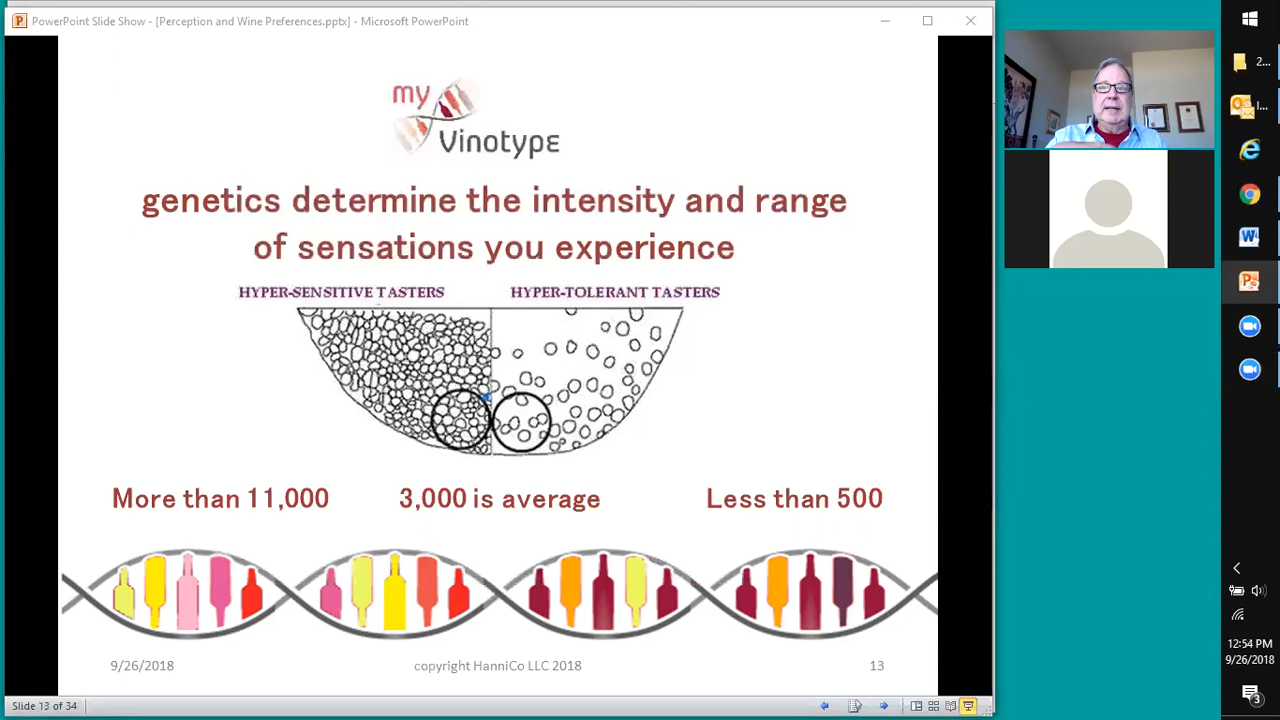 PowerPoint Slide Show - [Perception and Wine Preferences.pptx] - Microsoft PowerPoint
my
Vinotype
genetics determine the intensity and range
of sensations you experience
HYPER-SENSITIVE TASTERS
HYPER-TOLERANT TASTERS
More than 11,000
3,000 is average
Less than 500
9/26/2018
copyright HanniCo LLC 2018
13
Slide 13 of 34
2...
I...
12:54 PM
9/26/2018
3